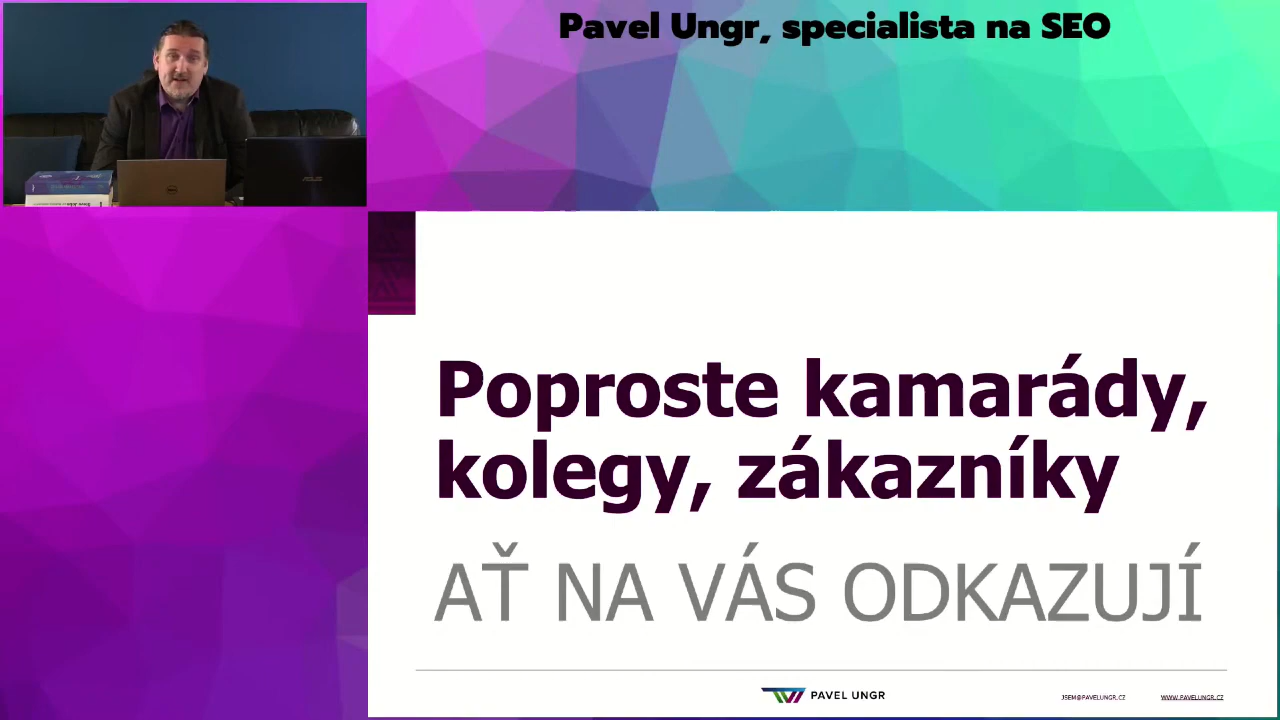 Pavel Ungr, specialista na SEO
Poproste kamarády,
kolegy, zákazníky
AŤ NA VÁS ODKAZUJÍ
PAVEL UNGR
JSEM@PAVELUNGR.CZ
WWW.PAVELUNGR.CZ